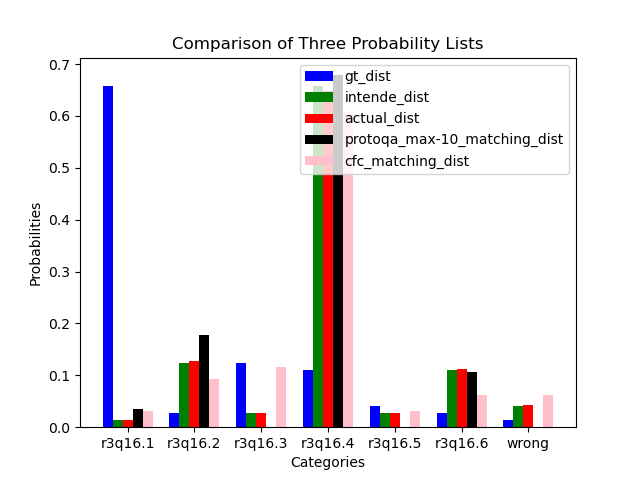 Comparison of Three Probability Lists
0.7
0.6
0.5
0.4
0.3
0.2
0.1
0.0
Probabilities
gt_dist
intende_dist
actual_dist
protoqa_max-10_matching_dist
cfc_matching_dist
r3q16.1 r3q16.2 r3q16.3 r3q16.4 r3q16.5 r3q16.6 wrong
Categories